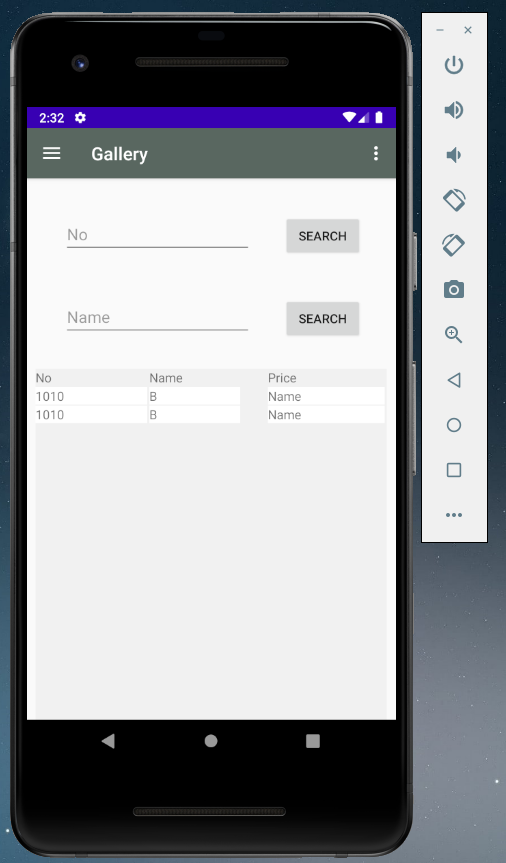 2:32
Gallery
No SEARCH
Name SEARCH
No Name Price
1010 B Name
1010 B Name